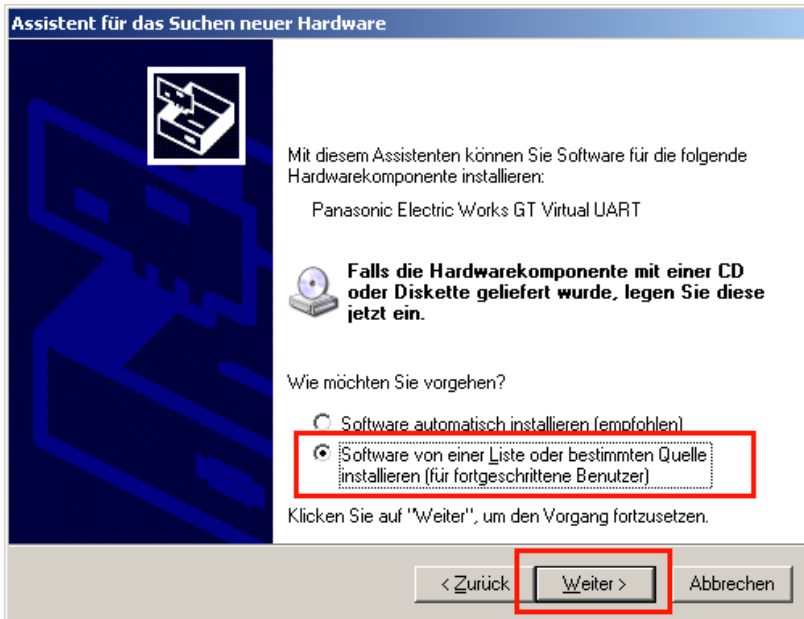 Assistent für das Suchen neuer Hardware
Mit diesem Assistenten können Sie Software für die folgende
Hardwarekomponente installieren:
Panasonic Electric Works GT Virtual UART
Falls die Hardwarekomponente mit einer CD
oder Diskette geliefert wurde, legen Sie diese
jetzt ein.
Wie möchten Sie vorgehen?
Software automatisch installieren (empfohlen)
Software von einer Liste oder bestimmten Quelle
installieren (für fortgeschrittene Benutzer)
Klicken Sie auf "Weiter", um den Vorgang fortzusetzen.
< Zurück Weiter > Abbrechen